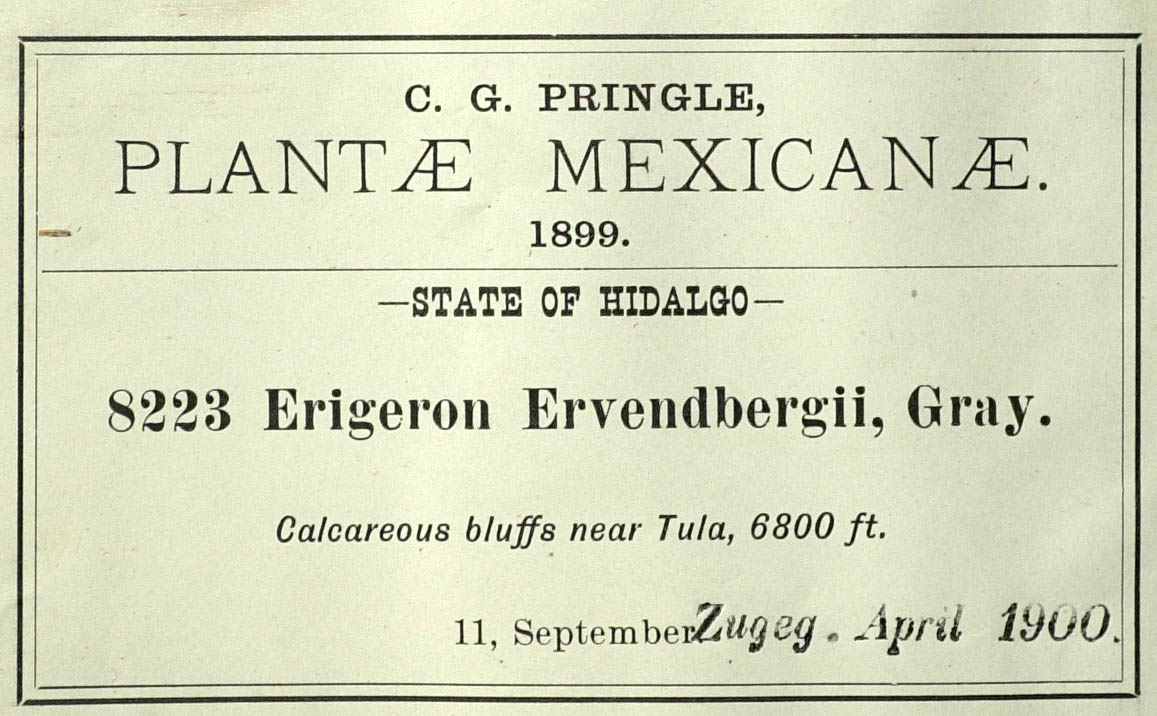 C. G. PRINGLE,
PLANTÆ MEXICANÆ.
1899.
—STATE OF HIDALGO—
8223 Erigeron Ervendbergii, Gray.
Calcareous bluffs near Tula, 6800 ft.
11, September Zugeg. April 1900.